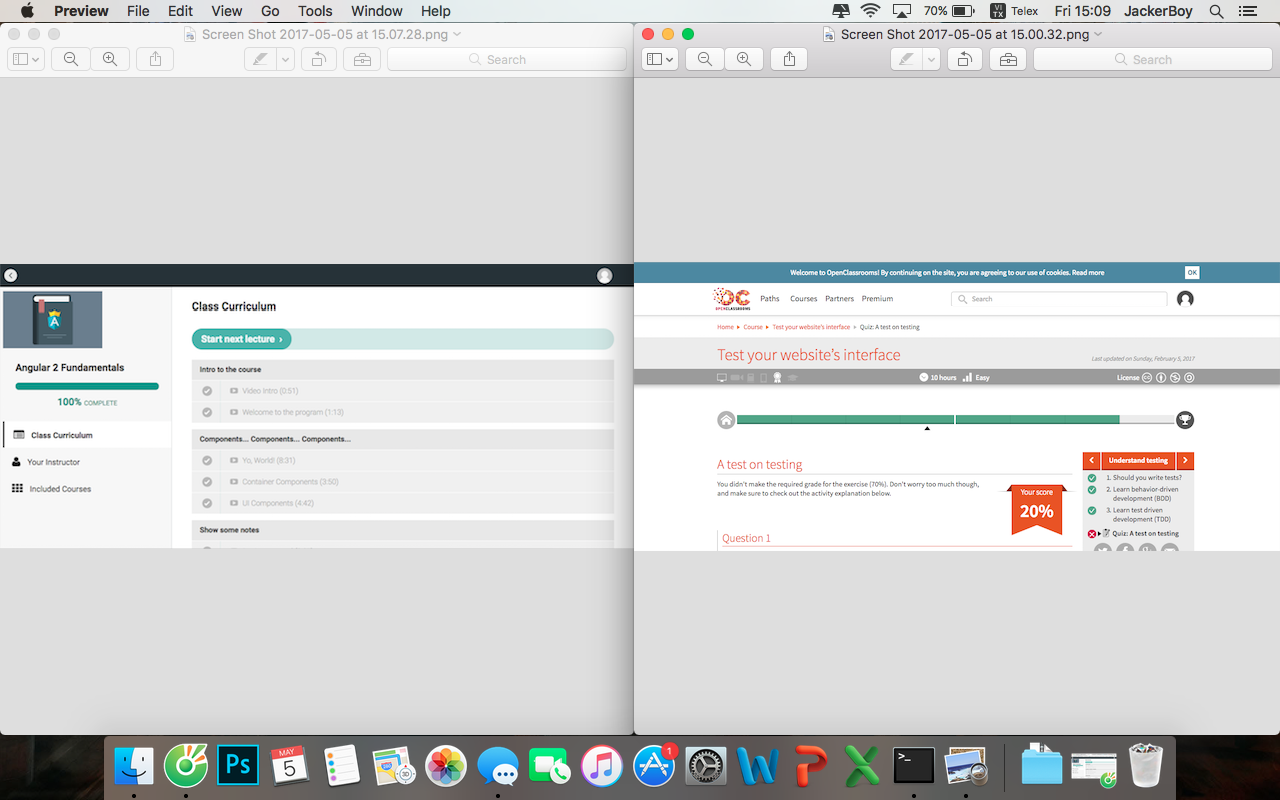 Preview File Edit View Go Tools Window Help 70% VI TX Telex Fri 15:09 JackerBoy
Screen Shot 2017-05-05 at 15.07.28.png
Search
Class Curriculum
Start next lecture ›
Angular 2 Fundamentals
100% COMPLETE
Class Curriculum
Your Instructor
Included Courses
Intro to the course
Video Intro (0:51)
Welcome to the program (1:13)
Components... Components... Components...
Yo, World! (8:31)
Container Components (3:50)
UI Components (4:42)
Show some notes
Screen Shot 2017-05-05 at 15.00.32.png
Search
Welcome to OpenClassrooms! By continuing on the site, you are agreeing to our use of cookies. Read more OK
OC
OPENCLASSROOMS
Paths Courses Partners Premium Search
Home ▸ Course ▸ Test your website's interface ▸ Quiz: A test on testing
Test your website's interface
Last updated on Sunday, February 5, 2017
10 hours Easy License
A test on testing
You didn't make the required grade for the exercise (70%). Don't worry too much though,
and make sure to check out the activity explanation below.
Your score
20%
Question 1
Understand testing
1. Should you write tests?
2. Learn behavior-driven
development (BDD)
3. Learn test driven
development (TDD)
Quiz: A test on testing
Ps
MAY
5
3D
1
>_